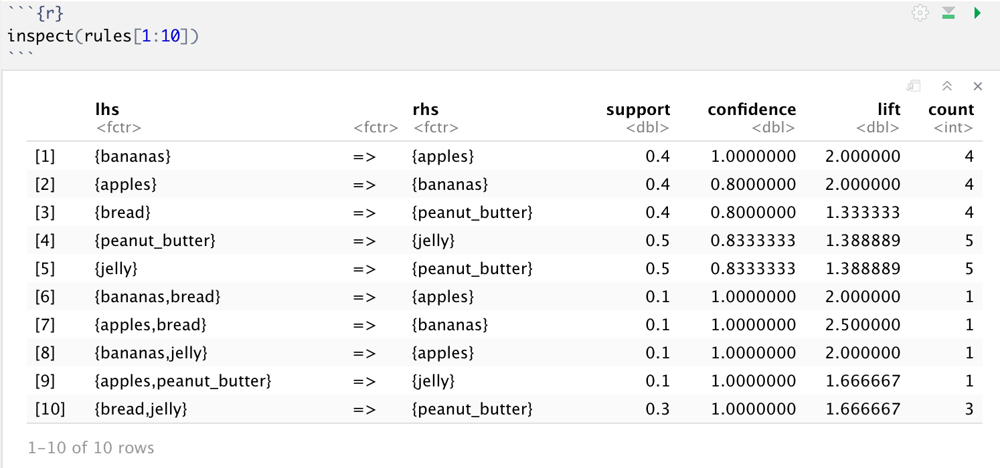 ```{r}
inspect(rules[1:10])
```
lhs rhs support confidence lift count
<fctr> <fctr> <fctr> <dbl> <dbl> <dbl> <int>
[1] {bananas} => {apples} 0.4 1.0000000 2.000000 4
[2] {apples} => {bananas} 0.4 0.8000000 2.000000 4
[3] {bread} => {peanut_butter} 0.4 0.8000000 1.333333 4
[4] {peanut_butter} => {jelly} 0.5 0.8333333 1.388889 5
[5] {jelly} => {peanut_butter} 0.5 0.8333333 1.388889 5
[6] {bananas,bread} => {apples} 0.1 1.0000000 2.000000 1
[7] {apples,bread} => {bananas} 0.1 1.0000000 2.500000 1
[8] {bananas,jelly} => {apples} 0.1 1.0000000 2.000000 1
[9] {apples,peanut_butter} => {jelly} 0.1 1.0000000 1.666667 1
[10] {bread,jelly} => {peanut_butter} 0.3 1.0000000 1.666667 3
1-10 of 10 rows